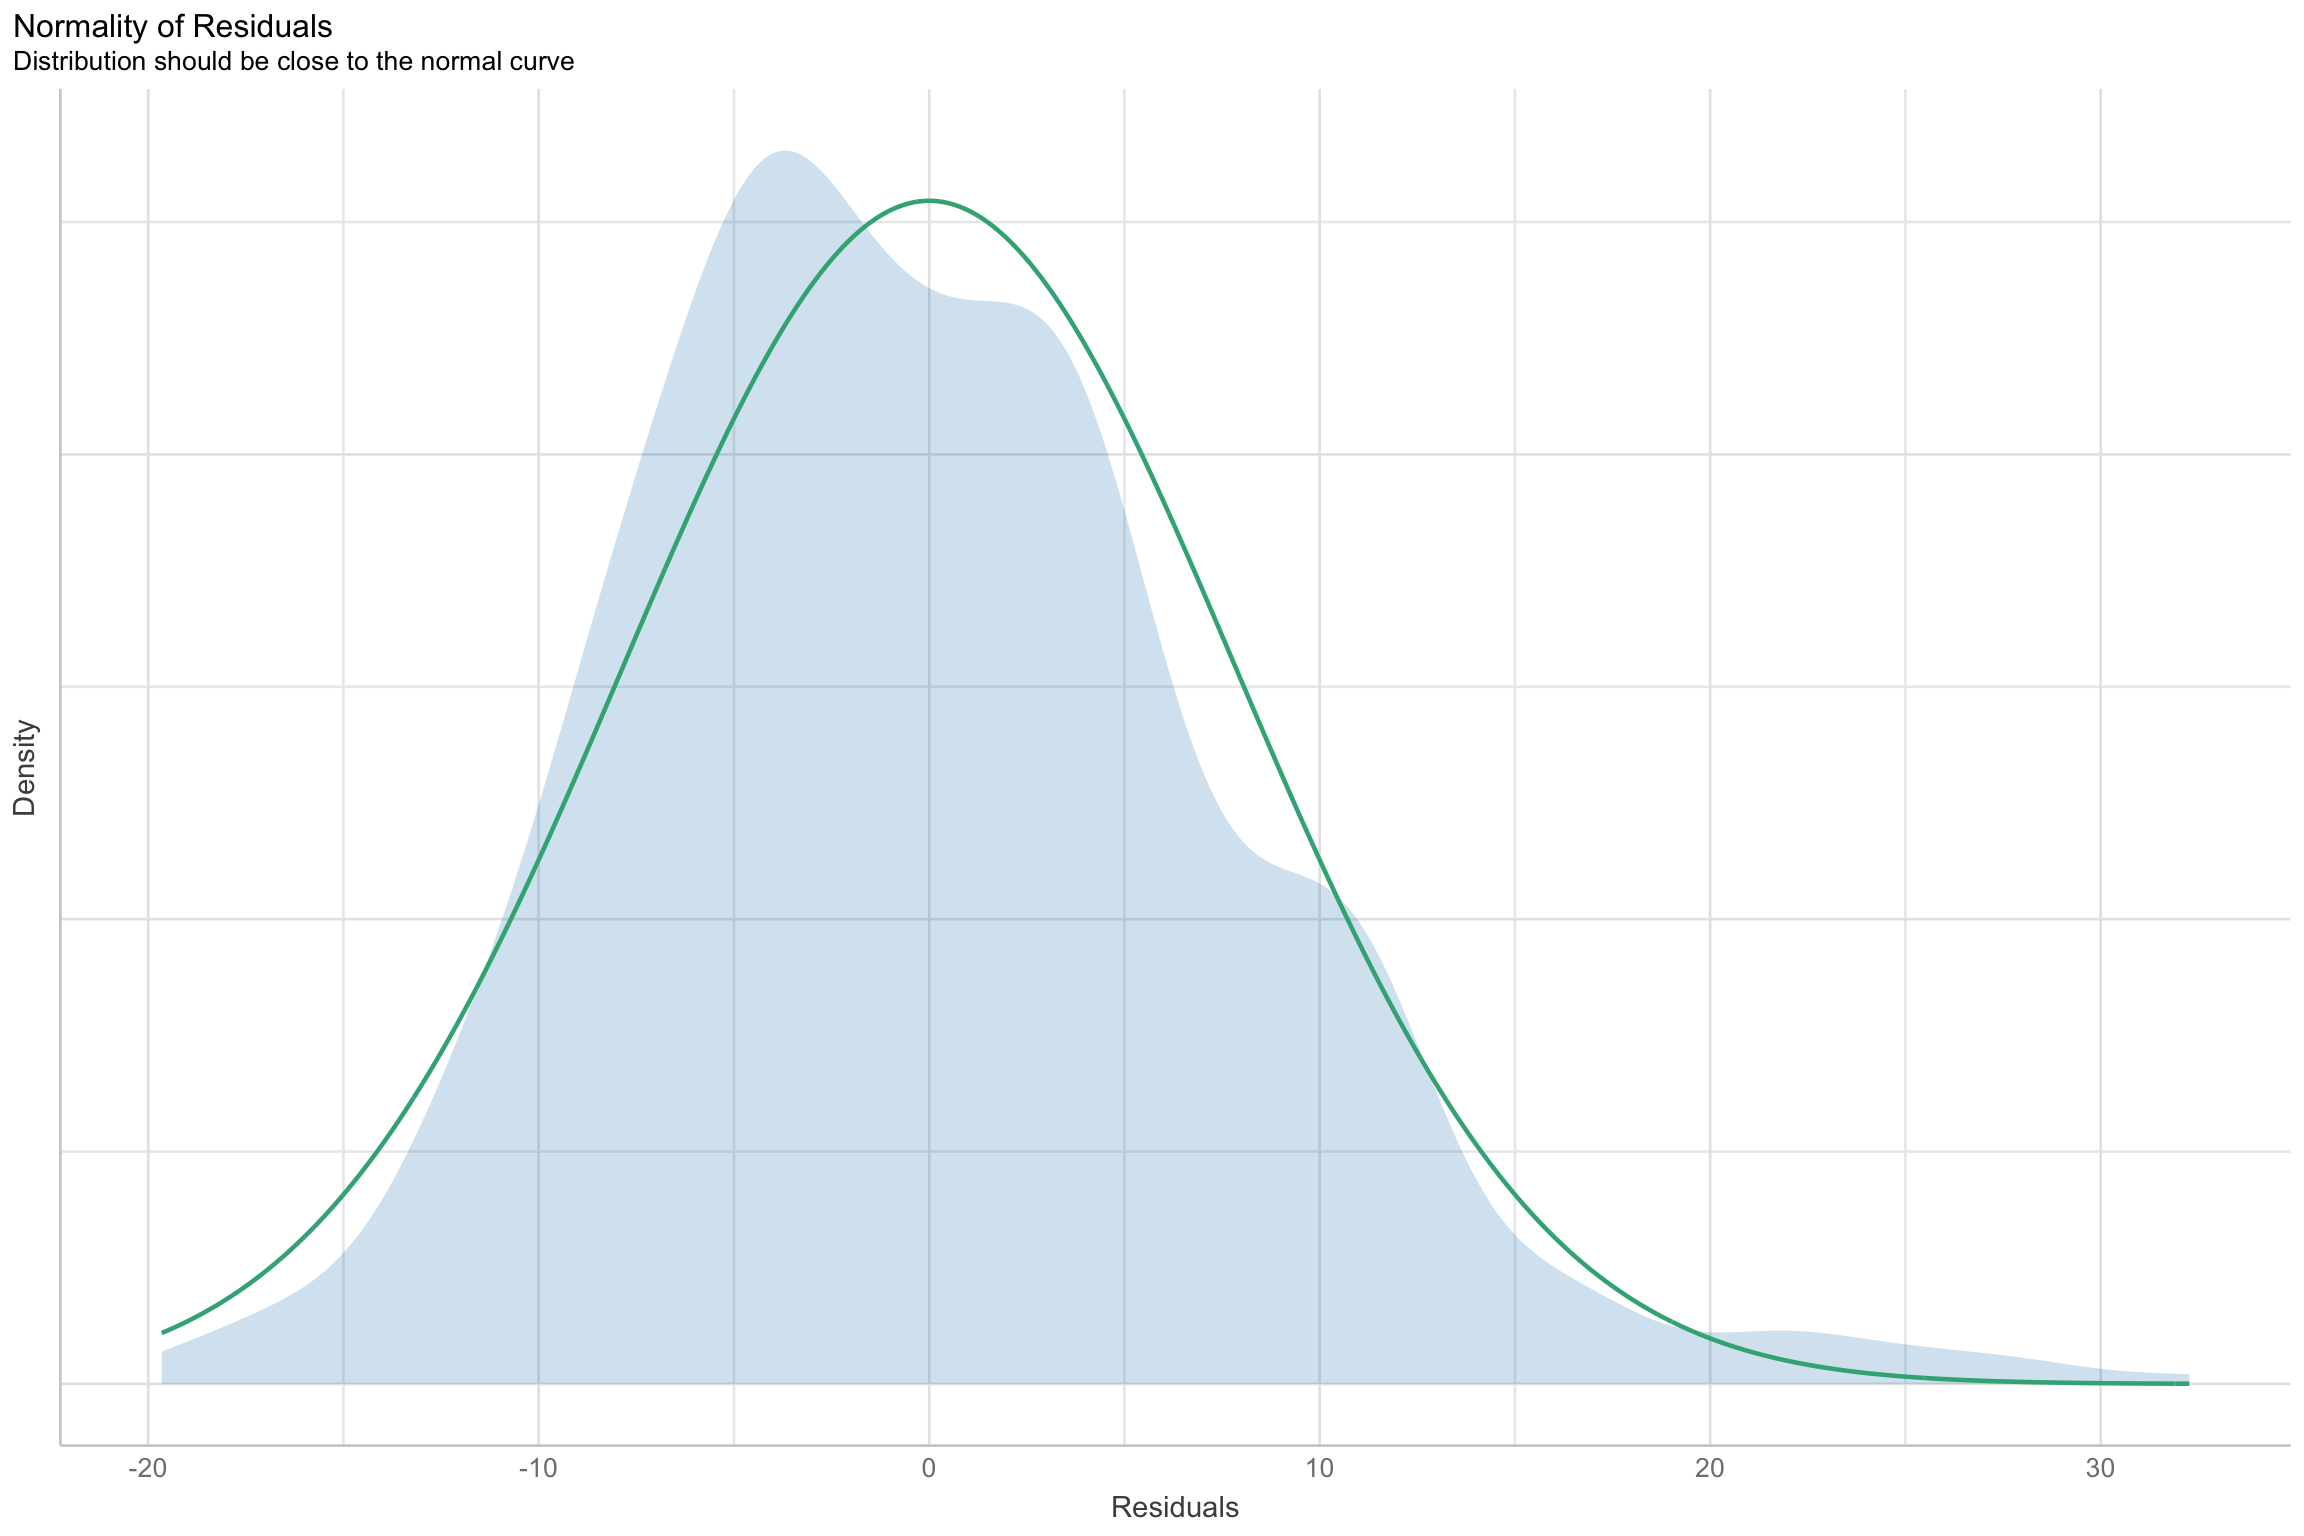 Normality of Residuals
Distribution should be close to the normal curve
Density
-20
-10
0
10
20
30
Residuals